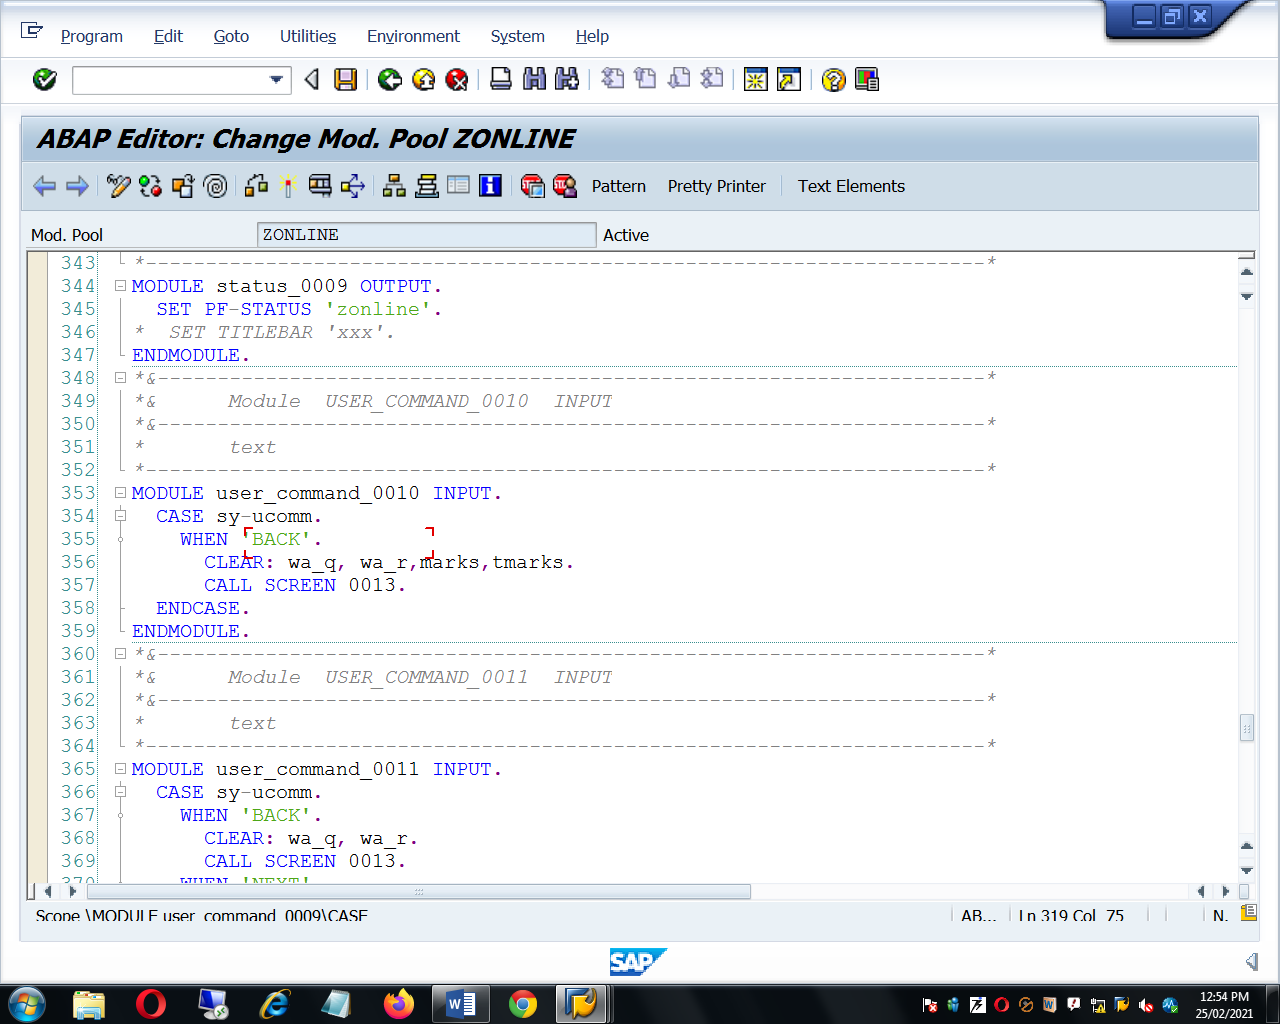 Program Edit Goto Utilities Environment System Help
ABAP Editor: Change Mod. Pool ZONLINE
Pattern Pretty Printer Text Elements
Mod. Pool ZONLINE Active
343 *----------------------------------------------------------------------*
344 MODULE status_0009 OUTPUT.
345 SET PF-STATUS 'zonline'.
346 * SET TITLEBAR 'xxx'.
347 ENDMODULE.
348 *&---------------------------------------------------------------------*
349 *& Module USER_COMMAND_0010 INPUT
350 *&---------------------------------------------------------------------*
351 * text
352 *----------------------------------------------------------------------*
353 MODULE user_command_0010 INPUT.
354 CASE sy-ucomm.
355 WHEN 'BACK'.
356 CLEAR: wa_q, wa_r,marks,tmarks.
357 CALL SCREEN 0013.
358 ENDCASE.
359 ENDMODULE.
360 *&---------------------------------------------------------------------*
361 *& Module USER_COMMAND_0011 INPUT
362 *&---------------------------------------------------------------------*
363 * text
364 *----------------------------------------------------------------------*
365 MODULE user_command_0011 INPUT.
366 CASE sy-ucomm.
367 WHEN 'BACK'.
368 CLEAR: wa_q, wa_r.
369 CALL SCREEN 0013.
370 WHEN 'NEXT'
Scope \MODULE user_command_0009\CASE AB... Ln 319 Col 75 N.
SAP
12:54 PM
25/02/2021